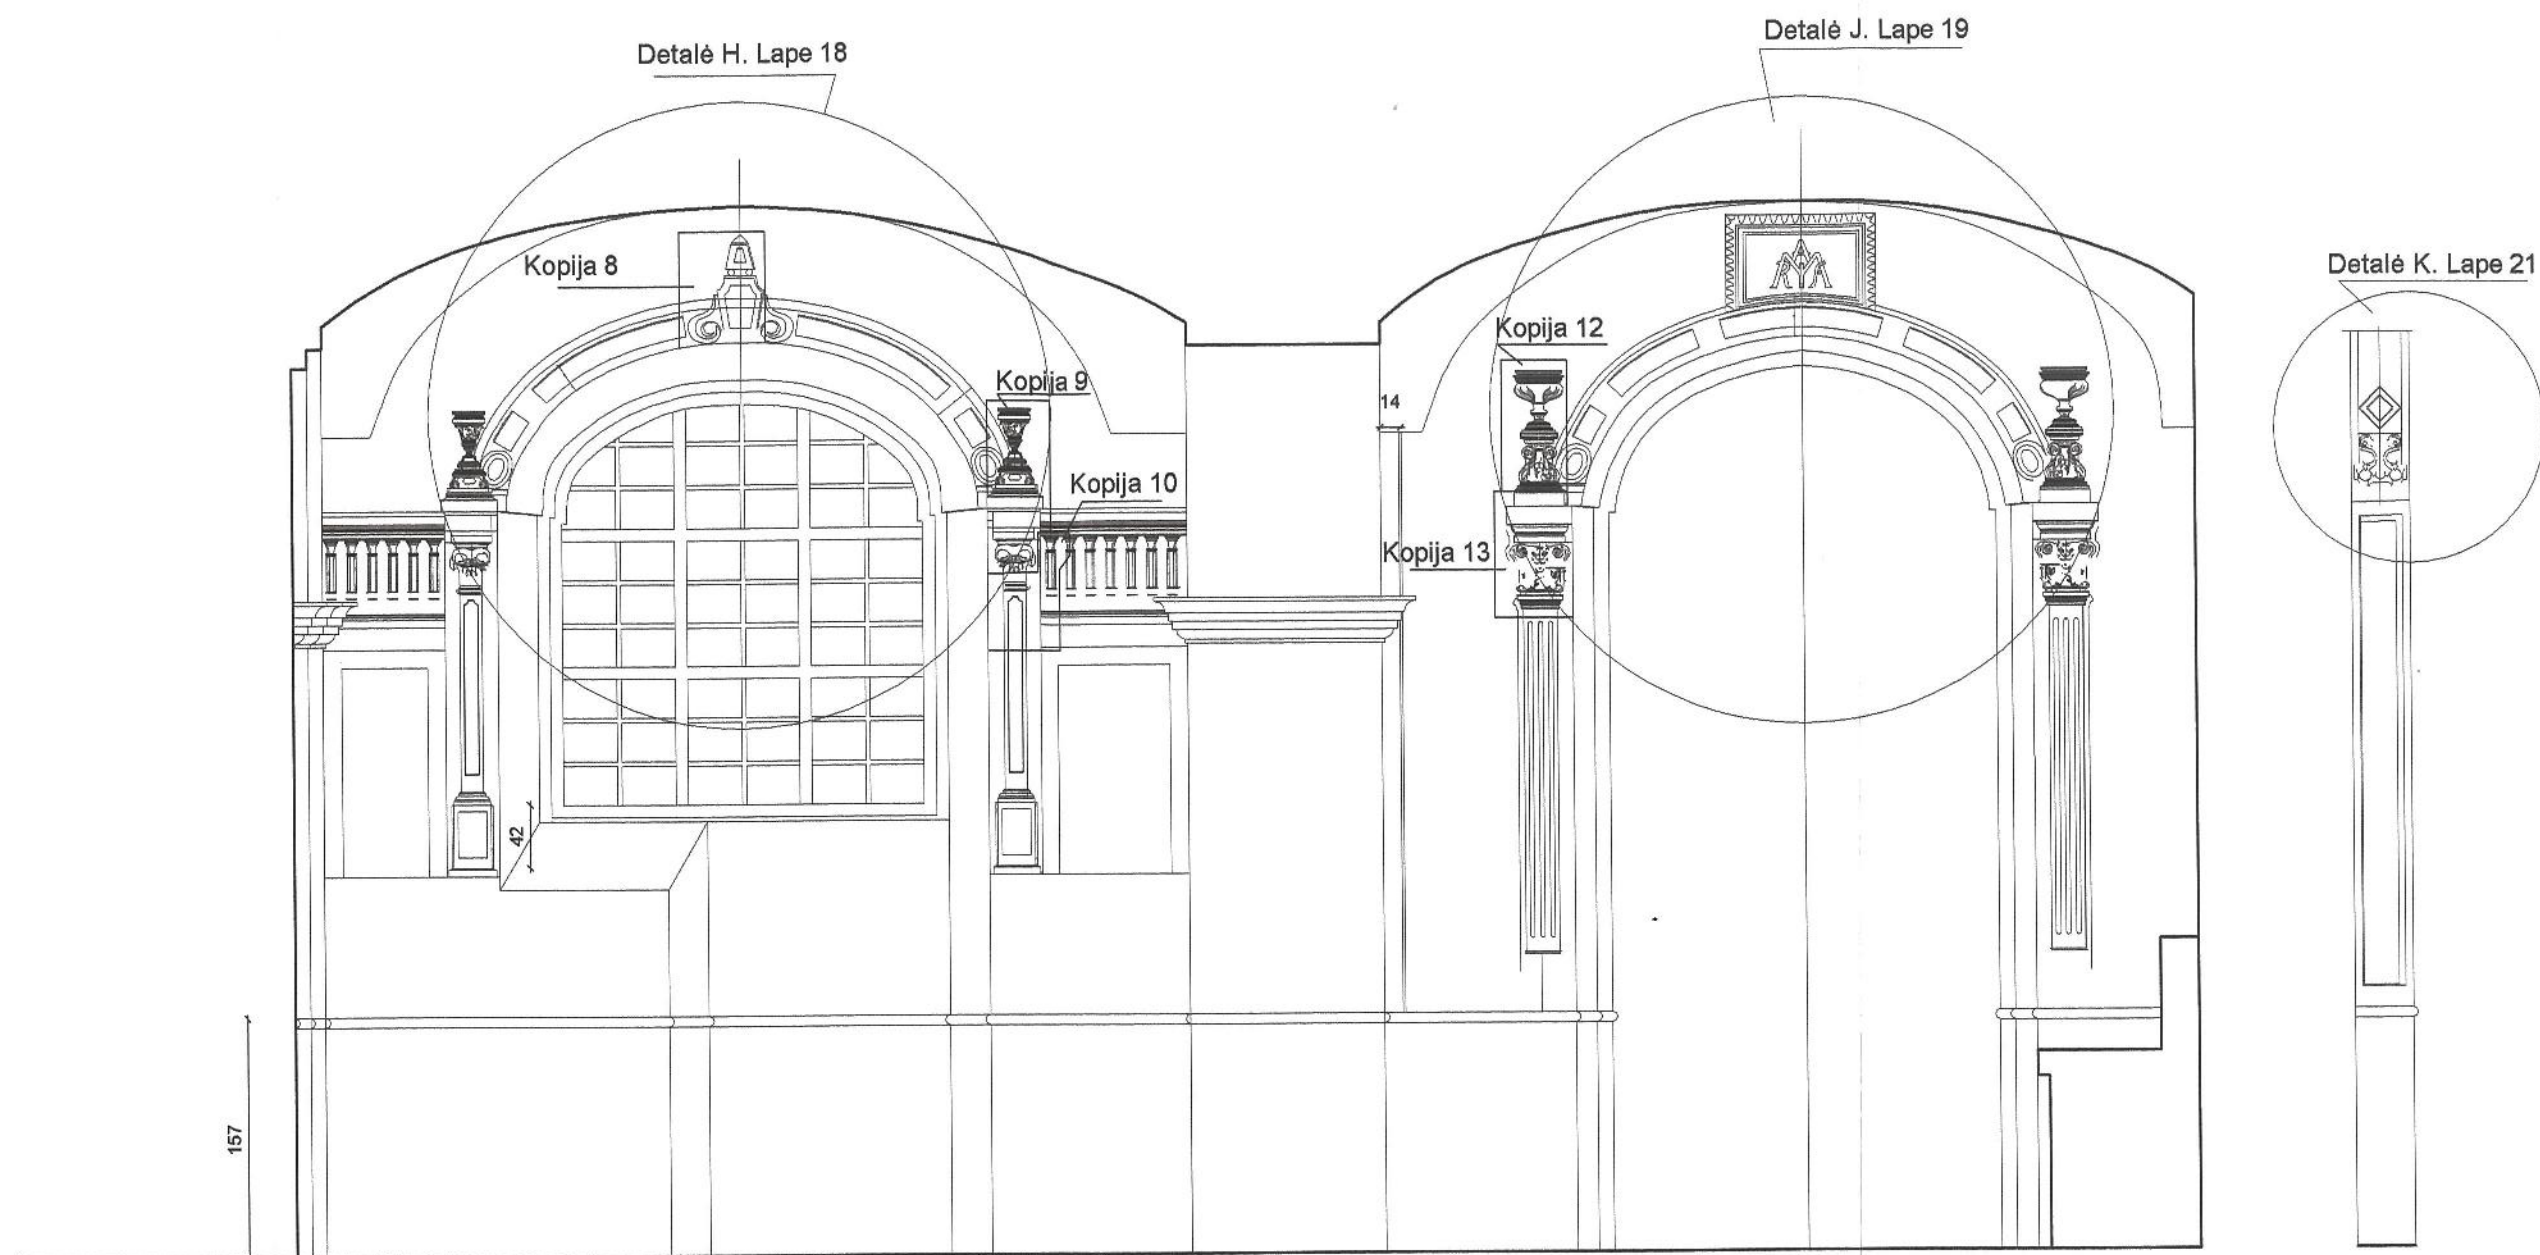 Detalė H. Lape 18
Detalė J. Lape 19
Detalė K. Lape 21
Kopija 8
Kopija 12
Kopija 9
14
Kopija 10
Kopija 13
42
157